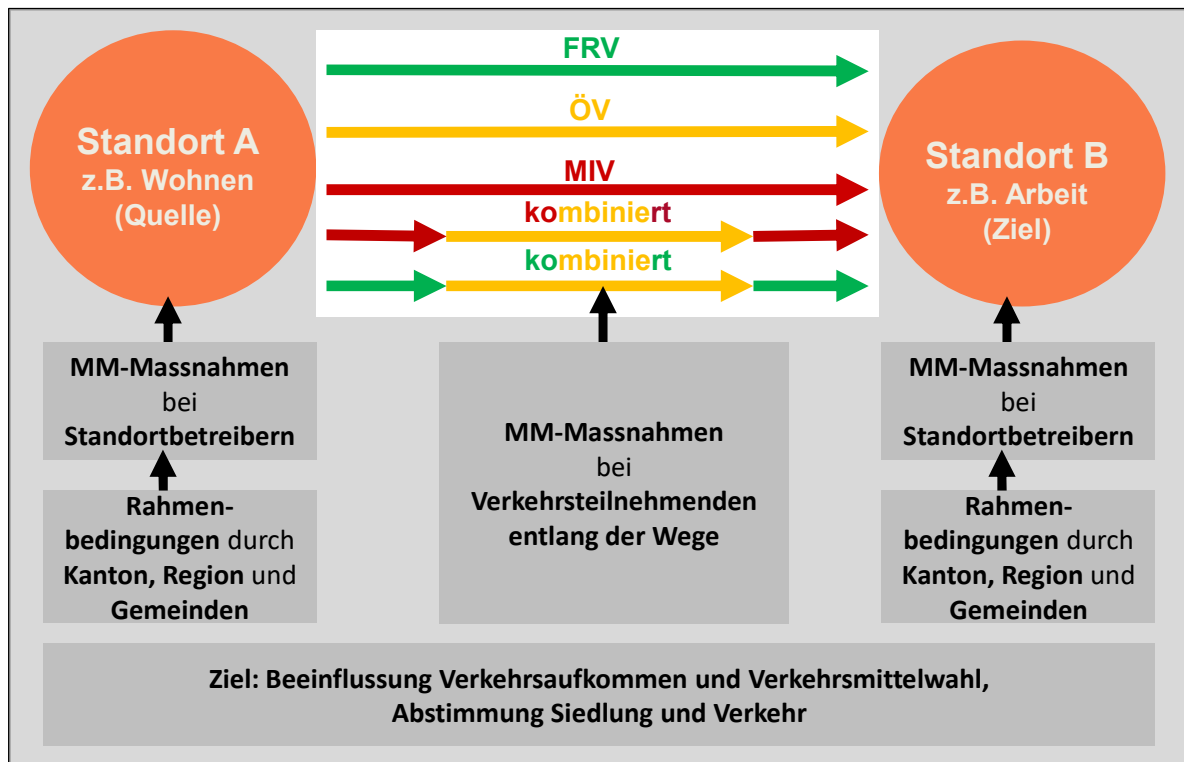 FRV
ÖV
MIV
kombiniert
kombiniert
Standort A
z.B. Wohnen
(Quelle)
Standort B
z.B. Arbeit
(Ziel)
MM-Massnahmen
bei
Standortbetreibern
Rahmen-
bedingungen durch
Kanton, Region und
Gemeinden
MM-Massnahmen
bei
Verkehrsteilnehmenden
entlang der Wege
MM-Massnahmen
bei
Standortbetreibern
Rahmen-
bedingungen durch
Kanton, Region und
Gemeinden
Ziel: Beeinflussung Verkehrsaufkommen und Verkehrsmittelwahl,
Abstimmung Siedlung und Verkehr